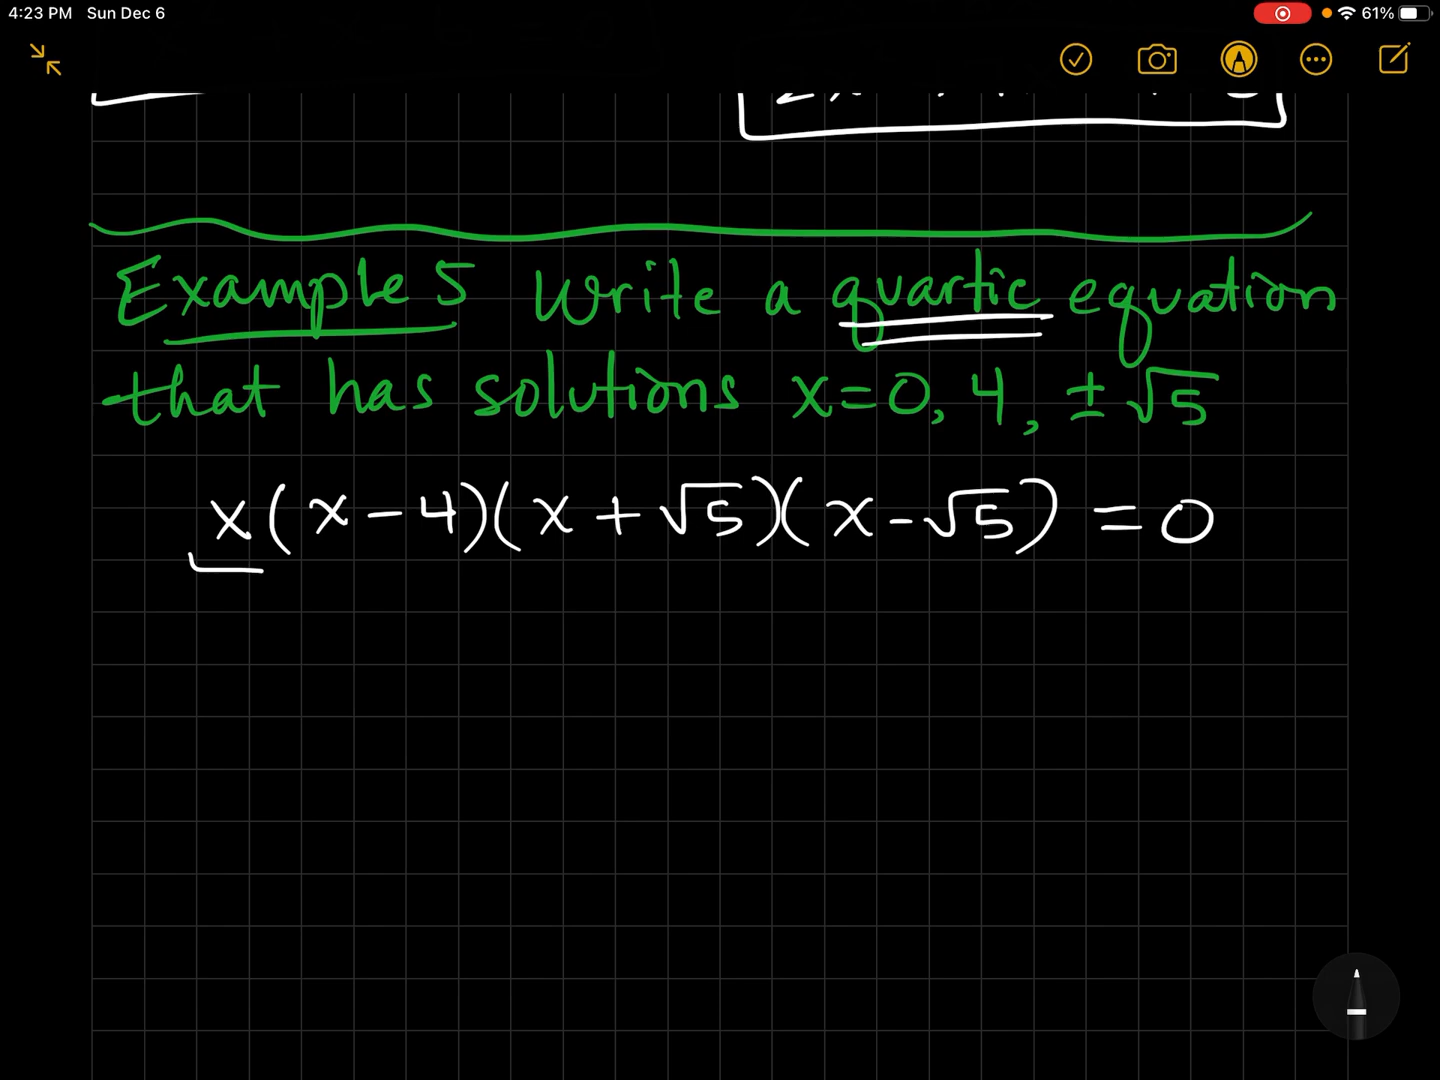 4:23 PM Sun Dec 6
61%
Example 5 Write a quartic equation
that has solutions x=0, 4, ± √5
x(x-4)(x+√5)(x-√5) = 0